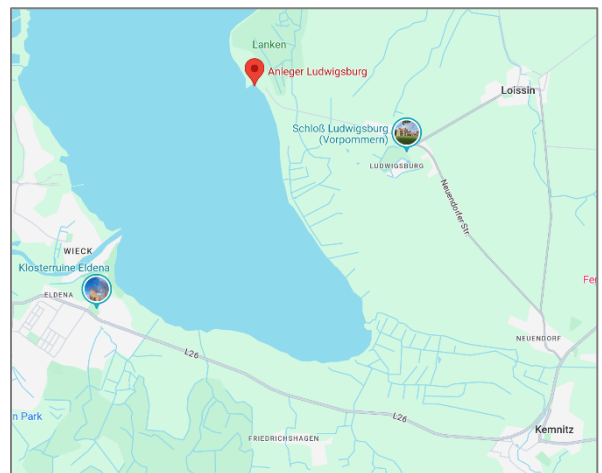 Lanken
Anleger Ludwigsburg
Loissin
Schloß Ludwigsburg
(Vorpommern)
LUDWIGSBURG
Neuendorfer Str.
WIECK
Klosterruine Eldena
ELDENA
Fe
NEUENDORF
L26
L26
n Park
Kemnitz
FRIEDRICHSHAGEN